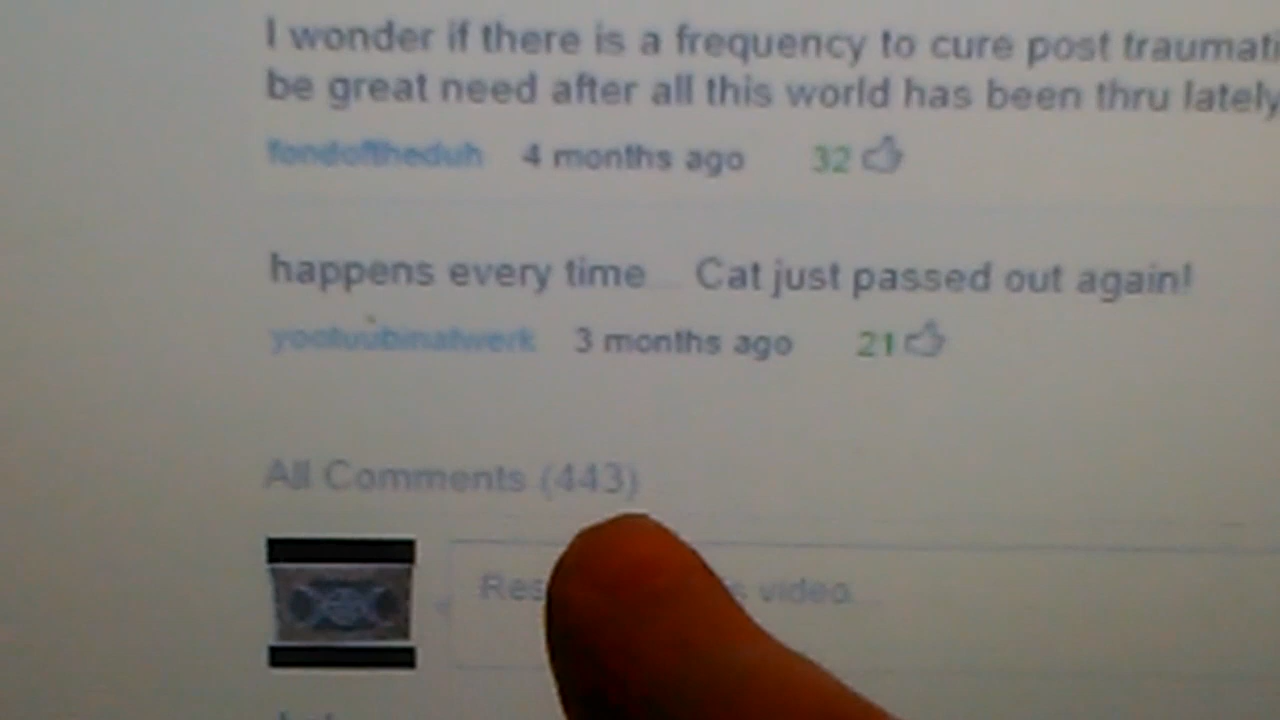 I wonder if there is a frequency to cure post traumati
be great need after all this world has been thru lately
fondoftheduh 4 months ago 32
happens every time Cat just passed out again!
yootuubinatwerk 3 months ago 21
All Comments (443)
Res s video